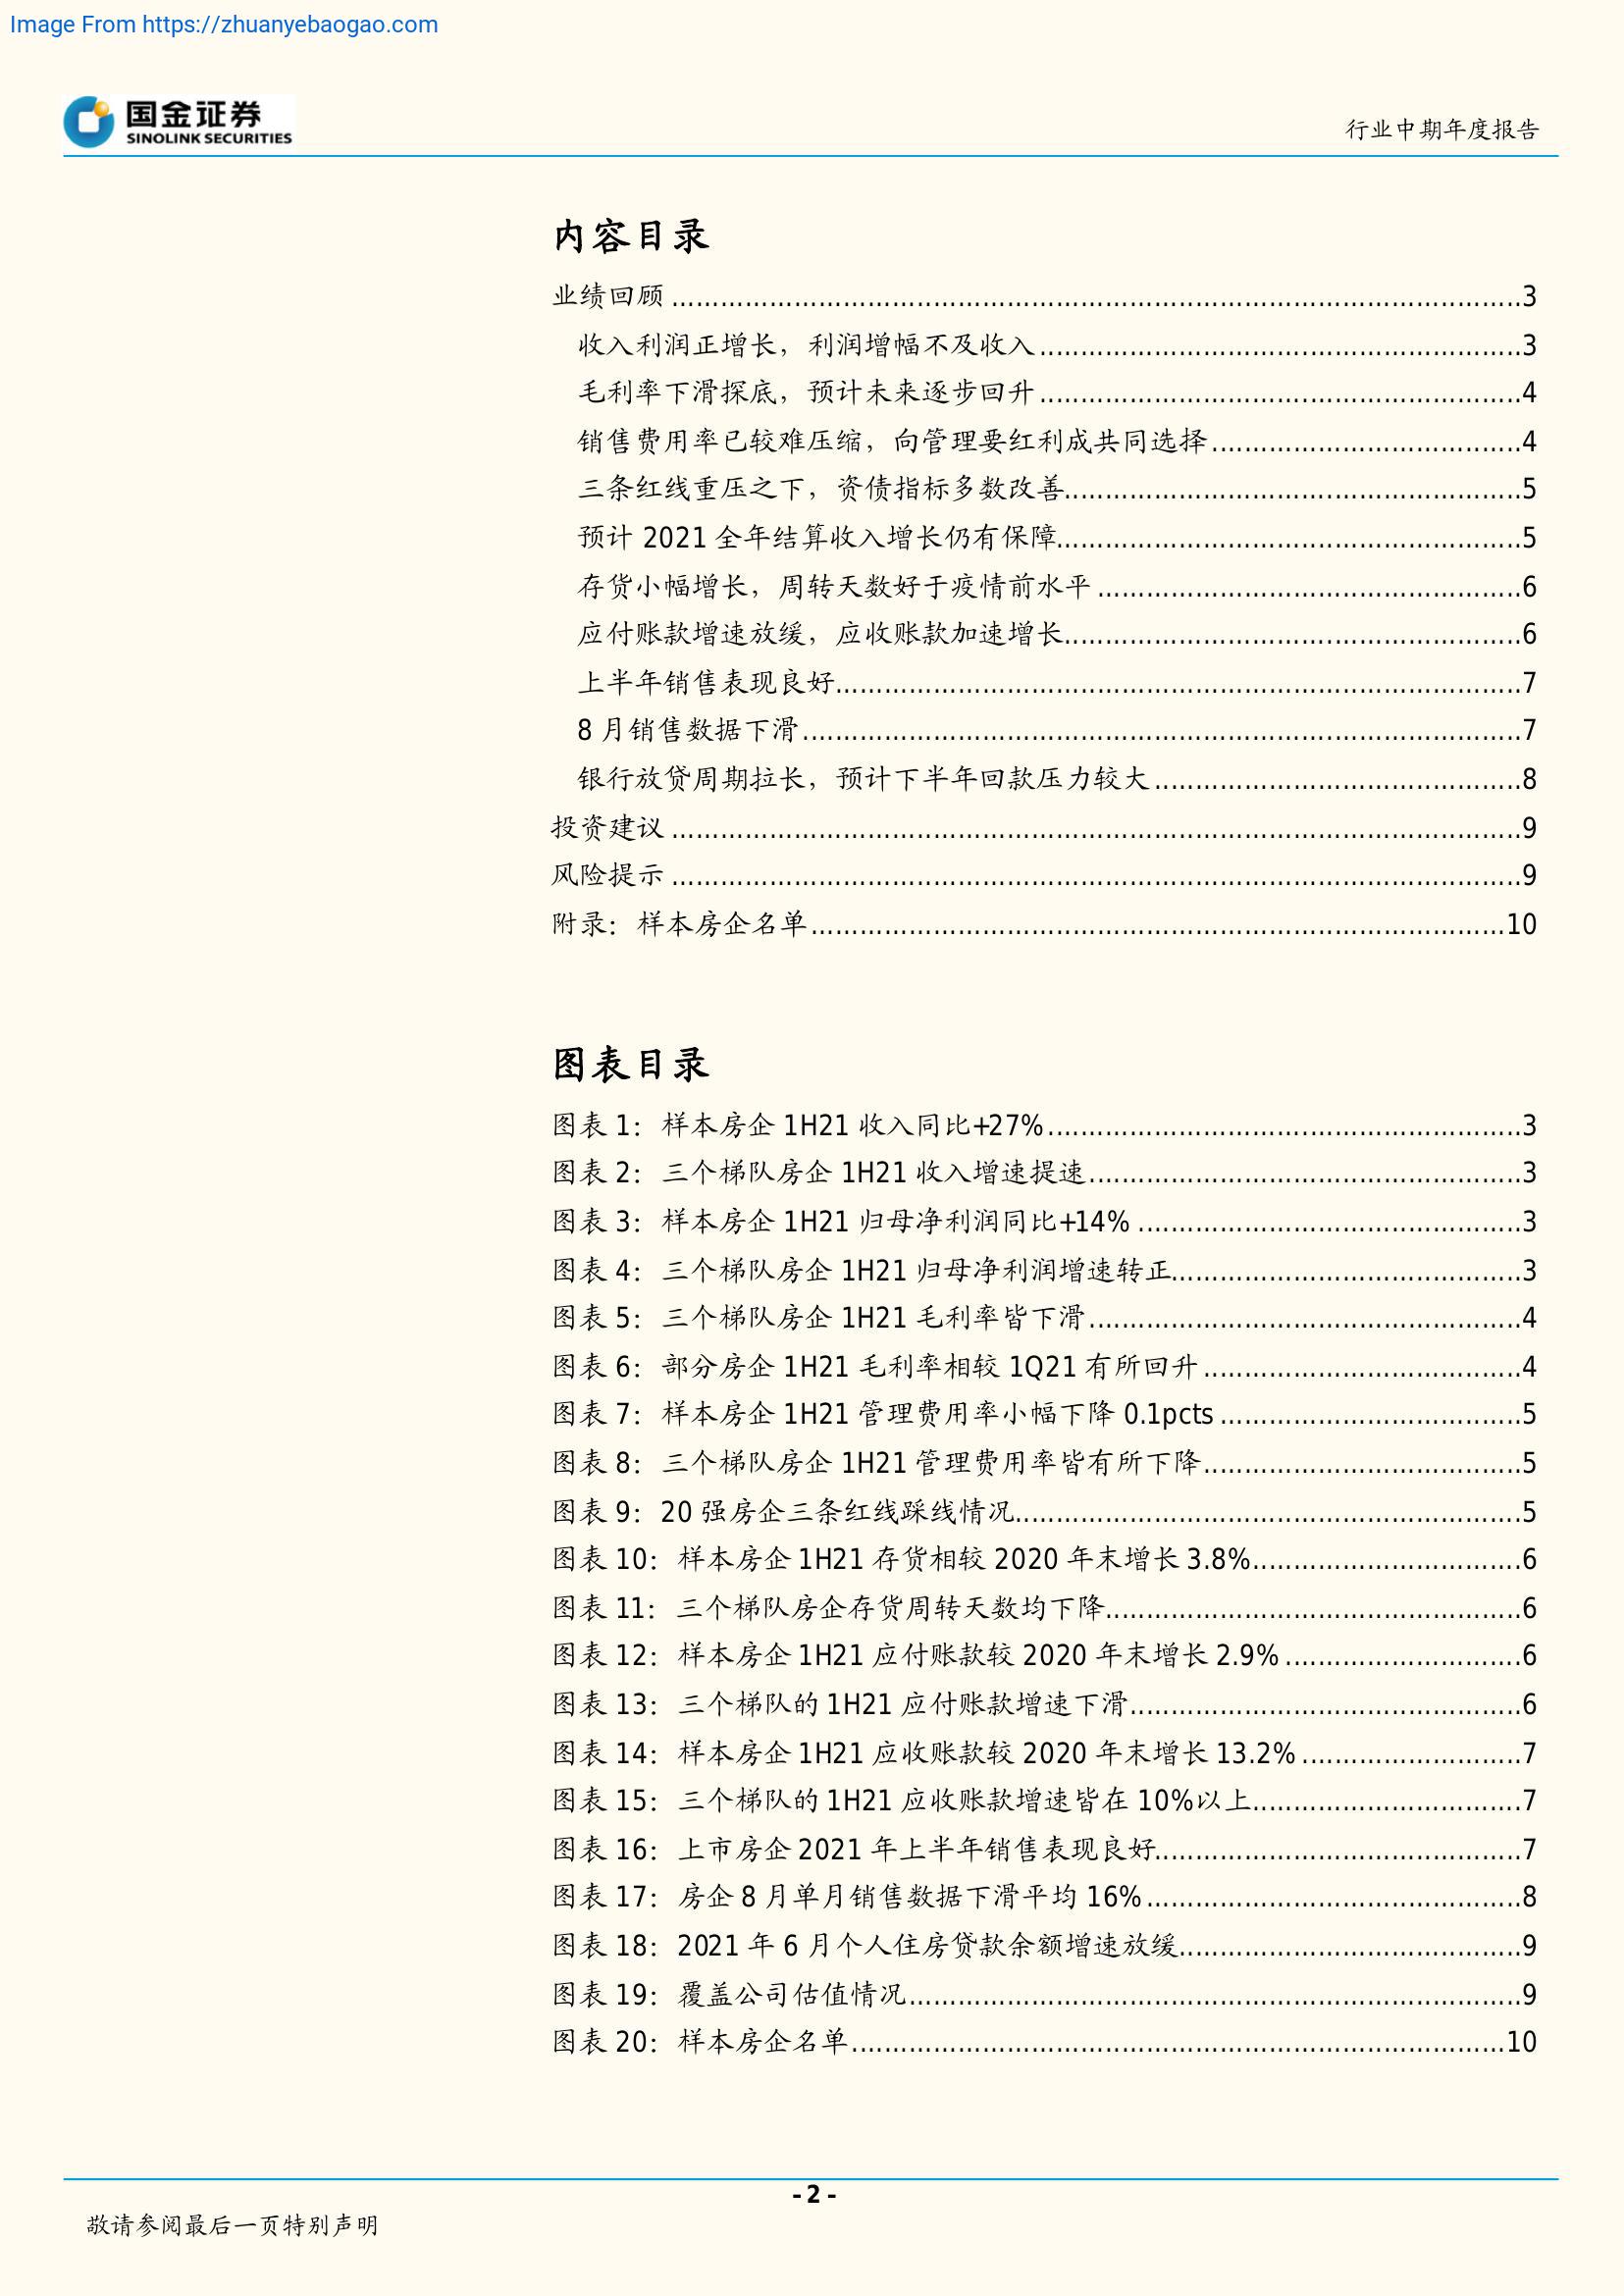 Image From https://zhuanyebaogao.com
国金证券
SINOLINK SECURITIES
行业中期年度报告
内容目录
业绩回顾 ........ 3
收入利润正增长，利润增幅不及收入 ........ 3
毛利率下滑探底，预计未来逐步回升 ........ 4
销售费用率已较难压缩，向管理要红利成共同选择 ........ 4
三条红线重压之下，资债指标多数改善 ........ 5
预计 2021 全年结算收入增长仍有保障 ........ 5
存货小幅增长，周转天数好于疫情前水平 ........ 6
应付账款增速放缓，应收账款加速增长 ........ 6
上半年销售表现良好 ........ 7
8 月销售数据下滑 ........ 7
银行放贷周期拉长，预计下半年回款压力较大 ........ 8
投资建议 ........ 9
风险提示 ........ 9
附录：样本房企名单 ........ 10
图表目录
图表 1：样本房企 1H21 收入同比+27% ........ 3
图表 2：三个梯队房企 1H21 收入增速提速 ........ 3
图表 3：样本房企 1H21 归母净利润同比+14% ........ 3
图表 4：三个梯队房企 1H21 归母净利润增速转正 ........ 3
图表 5：三个梯队房企 1H21 毛利率皆下滑 ........ 4
图表 6：部分房企 1H21 毛利率相较 1Q21 有所回升 ........ 4
图表 7：样本房企 1H21 管理费用率小幅下降 0.1pcts ........ 5
图表 8：三个梯队房企 1H21 管理费用率皆有所下降 ........ 5
图表 9：20 强房企三条红线踩线情况 ........ 5
图表 10：样本房企 1H21 存货相较 2020 年末增长 3.8% ........ 6
图表 11：三个梯队房企存货周转天数均下降 ........ 6
图表 12：样本房企 1H21 应付账款较 2020 年末增长 2.9% ........ 6
图表 13：三个梯队的 1H21 应付账款增速下滑 ........ 6
图表 14：样本房企 1H21 应收账款较 2020 年末增长 13.2% ........ 7
图表 15：三个梯队的 1H21 应收账款增速皆在 10%以上 ........ 7
图表 16：上市房企 2021 年上半年销售表现良好 ........ 7
图表 17：房企 8 月单月销售数据下滑平均 16% ........ 8
图表 18：2021 年 6 月个人住房贷款余额增速放缓 ........ 9
图表 19：覆盖公司估值情况 ........ 9
图表 20：样本房企名单 ........ 10
- 2 -
敬请参阅最后一页特别声明